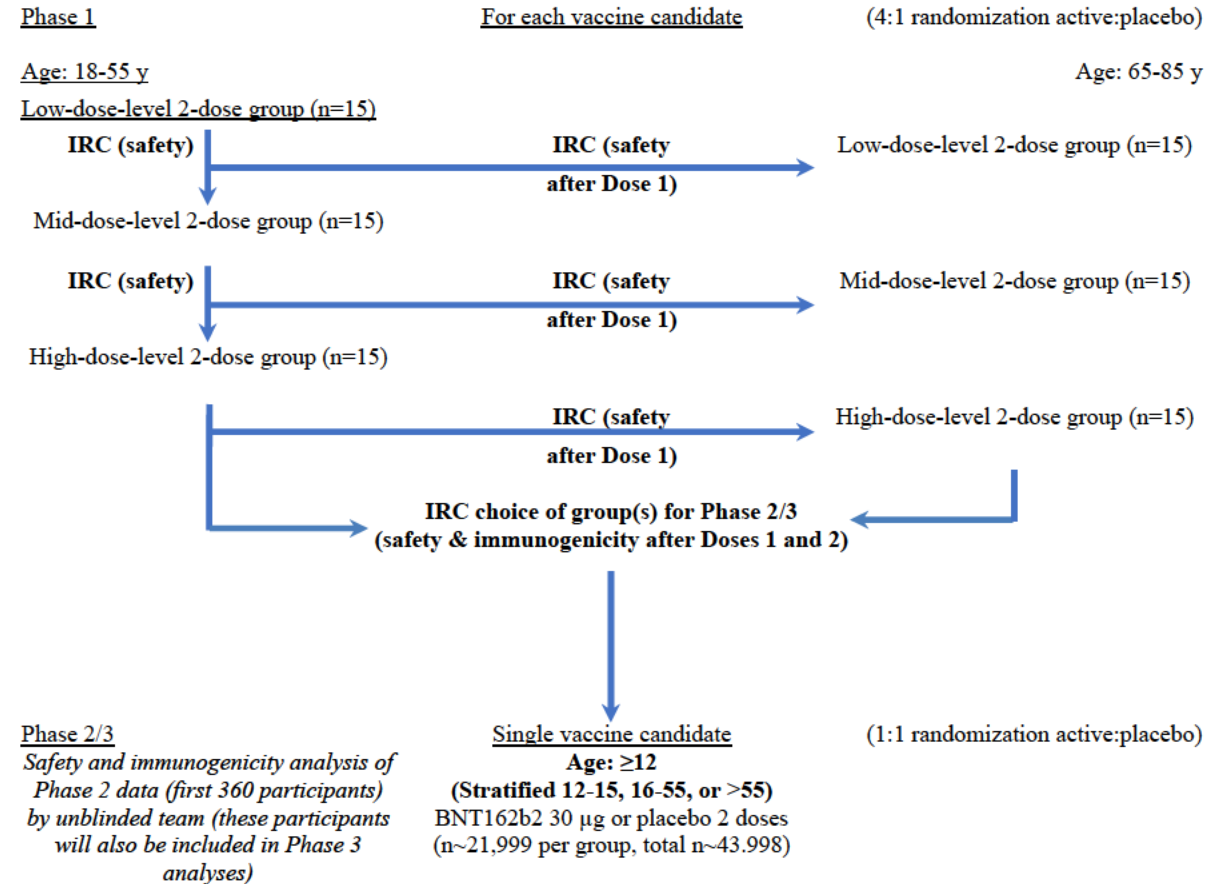 Phase 1 For each vaccine candidate (4:1 randomization active:placebo)
Age: 18-55 y Age: 65-85 y
Low-dose-level 2-dose group (n=15)
IRC (safety) IRC (safety Low-dose-level 2-dose group (n=15)
after Dose 1)
Mid-dose-level 2-dose group (n=15)
IRC (safety) IRC (safety Mid-dose-level 2-dose group (n=15)
after Dose 1)
High-dose-level 2-dose group (n=15)
IRC (safety High-dose-level 2-dose group (n=15)
after Dose 1)
IRC choice of group(s) for Phase 2/3
(safety & immunogenicity after Doses 1 and 2)
Phase 2/3 Single vaccine candidate (1:1 randomization active:placebo)
Safety and immunogenicity analysis of Age: ≥12
Phase 2 data (first 360 participants) (Stratified 12-15, 16-55, or >55)
by unblinded team (these participants BNT162b2 30 µg or placebo 2 doses
will also be included in Phase 3 (n~21,999 per group, total n~43.998)
analyses)